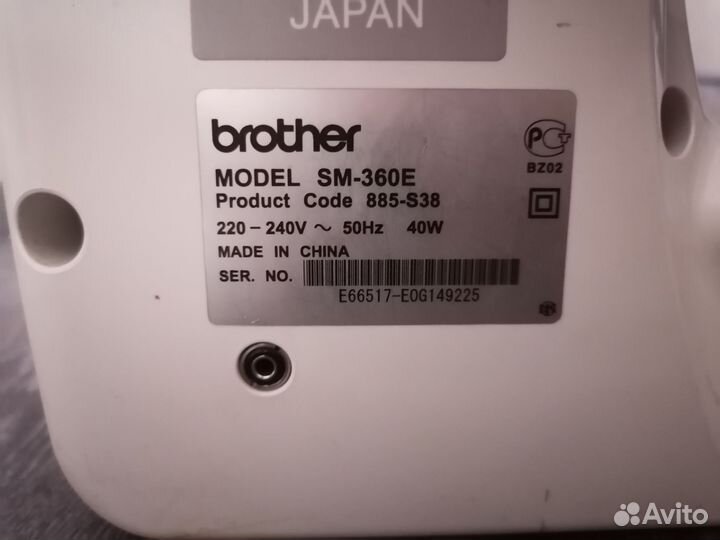 JAPAN
brother
PCT
BZ02
MODEL SM-360E
Product Code 885-S38
220-240V ~ 50Hz 40W
MADE IN CHINA
SER. NO.
E66517-E0G149225
Avito